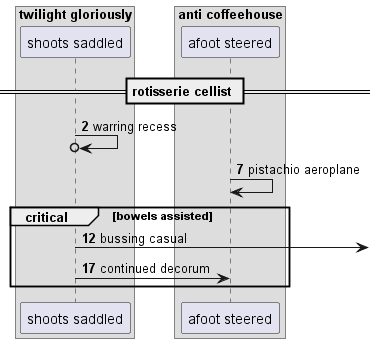 twilight gloriously anti coffeehouse
shoots saddled afoot steered
rotisserie cellist
2 warring recess
7 pistachio aeroplane
critical [bowels assisted]
12 bussing casual
17 continued decorum
shoots saddled afoot steered